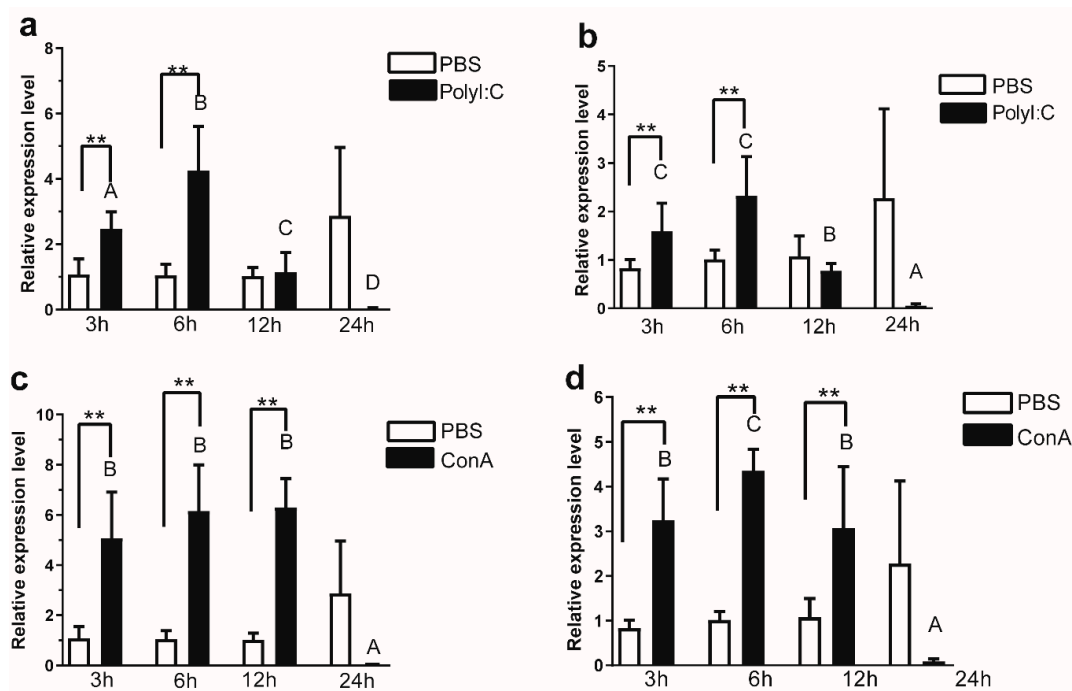 a
8
6
4
2
0
Relative expression level
**
**
A
B
C
D
3h 6h 12h 24h
PBS
PolyI:C
b
5
4
3
2
1
0
Relative expression level
**
**
C
C
B
A
3h 6h 12h 24h
PBS
PolyI:C
c
10
8
6
4
2
0
Relative expression level
**
**
**
B
B
B
A
3h 6h 12h 24h
PBS
ConA
d
6
5
4
3
2
1
0
Relative expression level
**
**
**
B
C
B
A
3h 6h 12h 24h
PBS
ConA